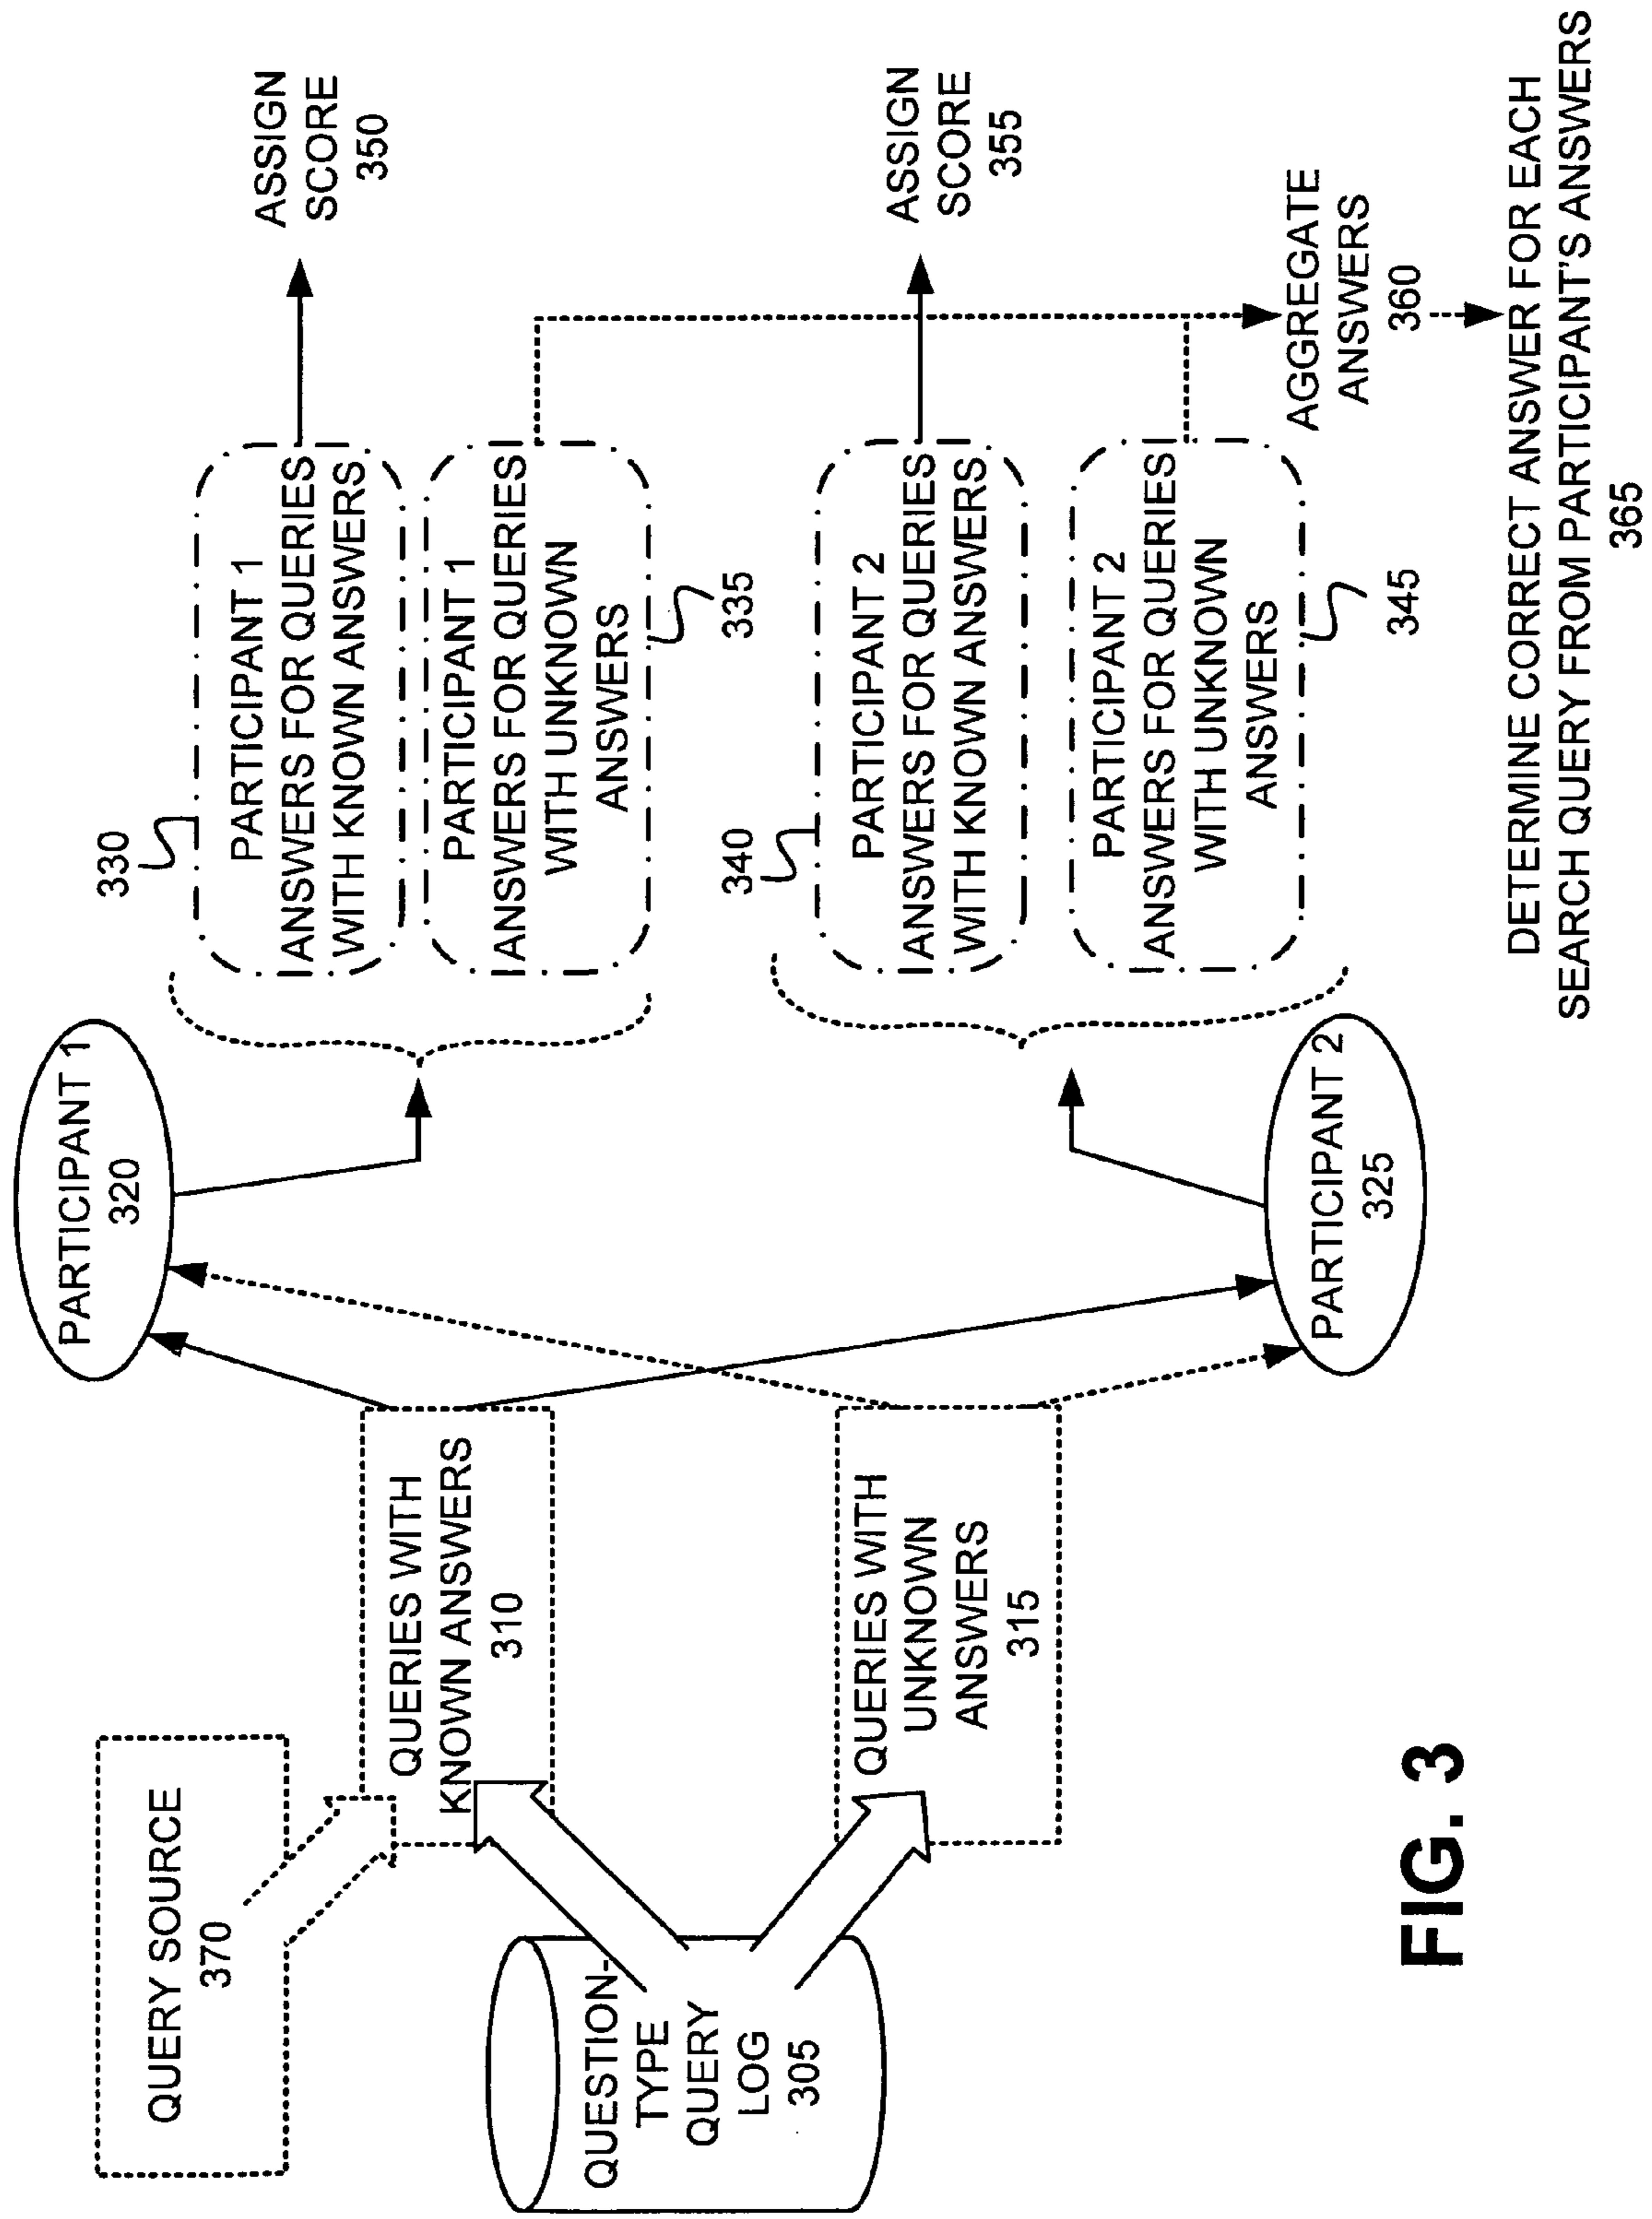 QUERY SOURCE
370
QUESTION-
TYPE
QUERY
LOG
305
QUERIES WITH
KNOWN ANSWERS
310
QUERIES WITH
UNKNOWN
ANSWERS
315
PARTICIPANT 1
320
PARTICIPANT 2
325
330
PARTICIPANT 1
ANSWERS FOR QUERIES
WITH KNOWN ANSWERS
PARTICIPANT 1
ANSWERS FOR QUERIES
WITH UNKNOWN
ANSWERS
335
340
PARTICIPANT 2
ANSWERS FOR QUERIES
WITH KNOWN ANSWERS
PARTICIPANT 2
ANSWERS FOR QUERIES
WITH UNKNOWN
ANSWERS
345
ASSIGN
SCORE
350
ASSIGN
SCORE
355
AGGREGATE
ANSWERS
360
DETERMINE CORRECT ANSWER FOR EACH
SEARCH QUERY FROM PARTICIPANT'S ANSWERS
365
FIG. 3